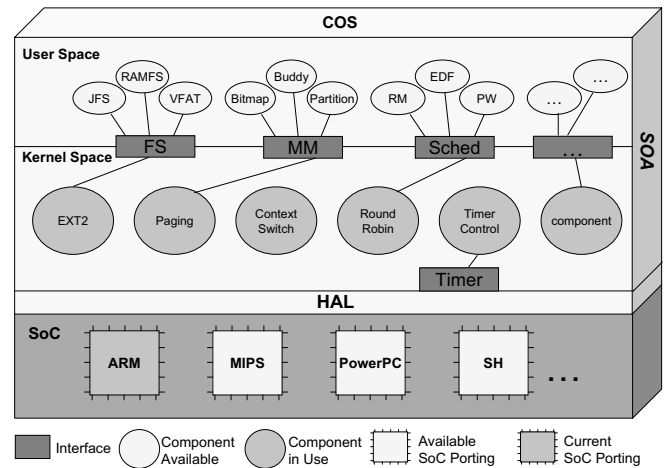 COS
User Space
RAMFS
JFS
VFAT
Buddy
Bitmap
Partition
EDF
RM
PW
...
...
FS
MM
Sched
...
SOA
Kernel Space
EXT2
Paging
Context
Switch
Round
Robin
Timer
Control
component
Timer
HAL
SoC
ARM
MIPS
PowerPC
SH
...
Interface
Component
Available
Component
in Use
Available
SoC Porting
Current
SoC Porting